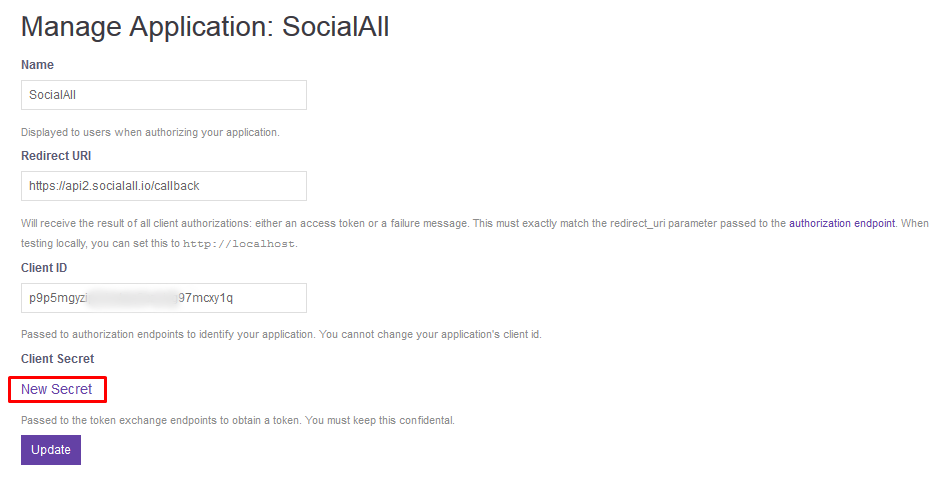 Manage Application: SocialAll
Name
SocialAll
Displayed to users when authorizing your application.
Redirect URI
https://api2.socialall.io/callback
Will receive the result of all client authorizations: either an access token or a failure message. This must exactly match the redirect_uri parameter passed to the authorization endpoint. When
testing locally, you can set this to http://localhost.
Client ID
p9p5mgyzi 97mcxy1q
Passed to authorization endpoints to identify your application. You cannot change your application's client id.
Client Secret
New Secret
Passed to the token exchange endpoints to obtain a token. You must keep this confidental.
Update